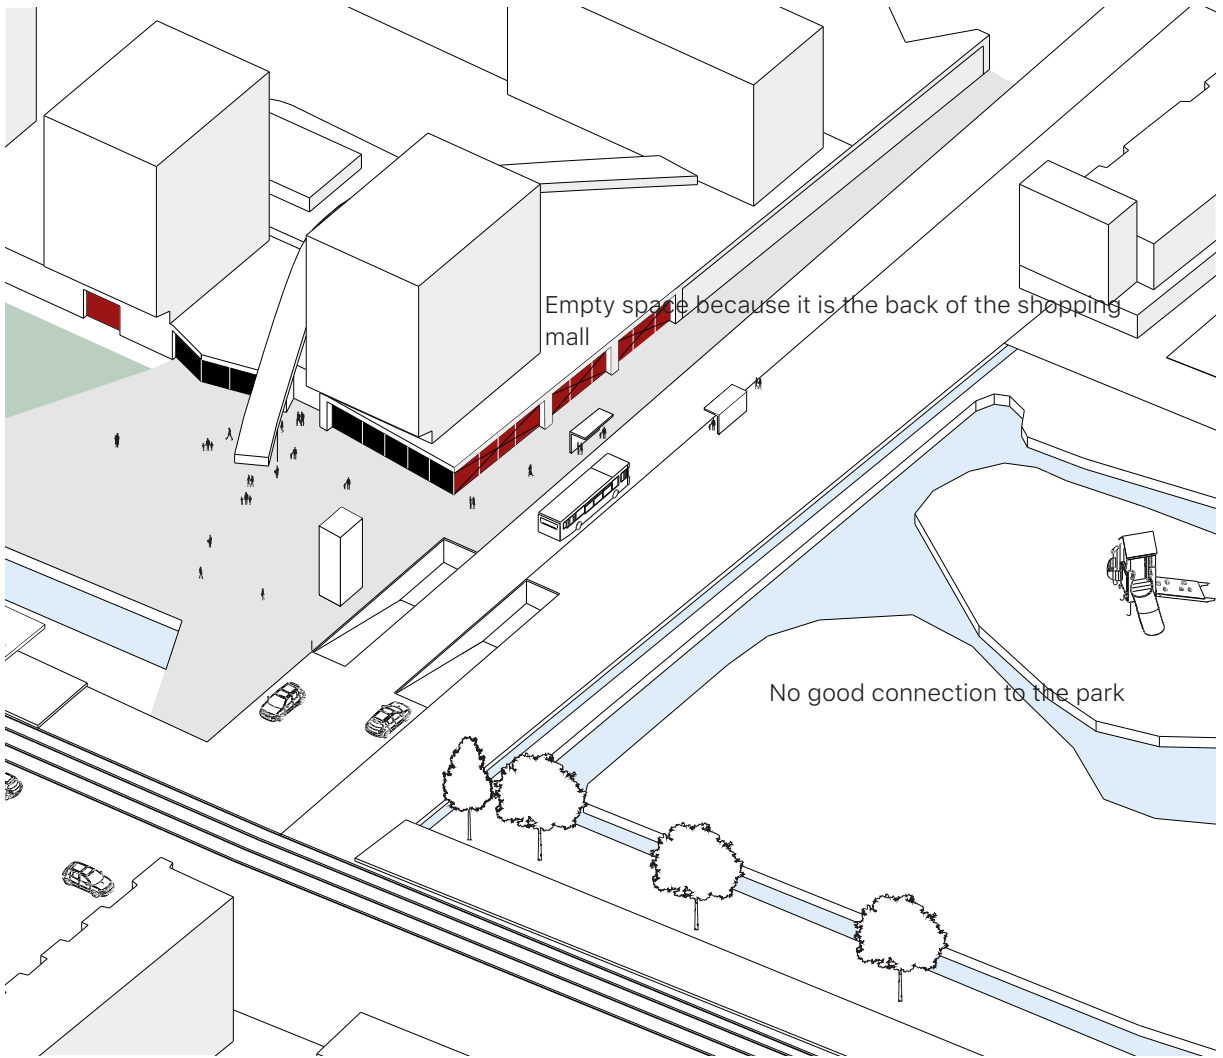 Empty space because it is the back of the shopping
mall
No good connection to the park